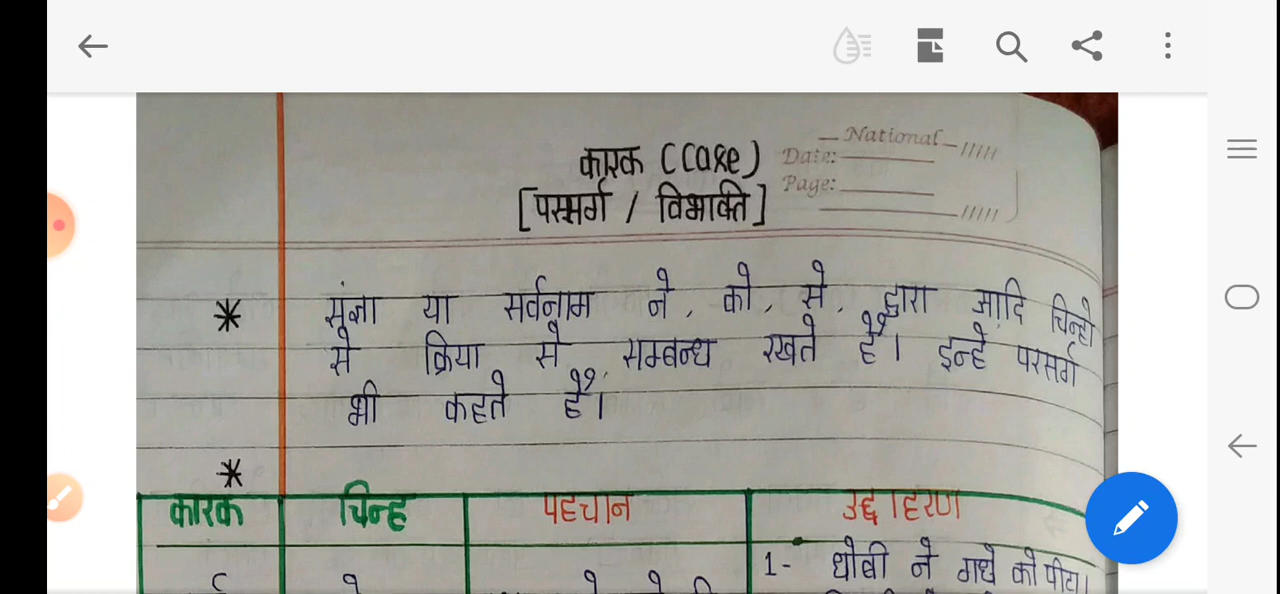 कारक (Case)
[परसर्ग / विभक्ति]
National
Date:
Page:
* संज्ञा या सर्वनाम ने, को, से, द्वारा आदि चिन्हो
से क्रिया से सम्बन्ध रखते हैं। इन्हे परसर्ग
भी कहते हैं।
*
कारक चिन्ह पहचान उद्दाहरण
1- धोबी ने गधे को पीटा।